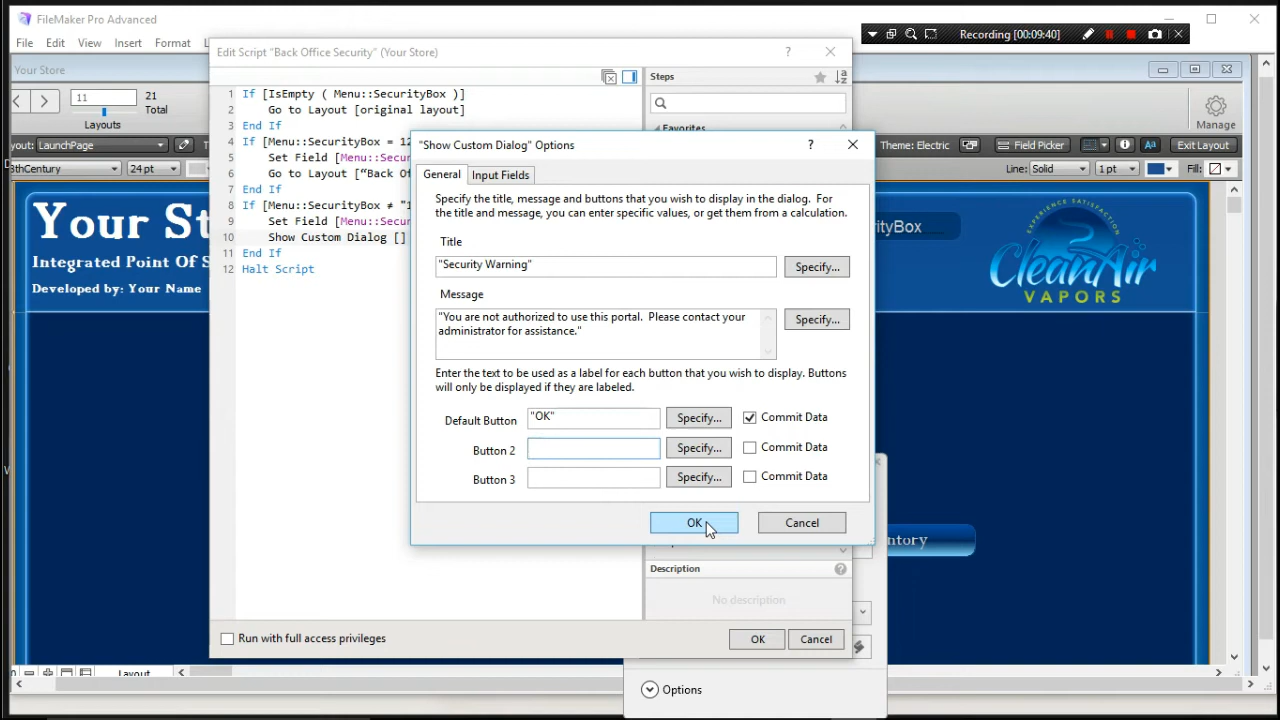 FileMaker Pro Advanced
Recording [00:09:40]
File Edit View Insert Format
Edit Script "Back Office Security" (Your Store)
Your Store
Steps
11
21
Total
Layouts
Manage
LaunchPage
Theme: Electric
Field Picker
Exit Layout
24 pt
Line: Solid
1 pt
Fill:
1 If [IsEmpty ( Menu::SecurityBox )]
2 Go to Layout [original layout]
3 End If
4 If [Menu::SecurityBox = 12
5 Set Field [Menu::Secur
6 Go to Layout ["Back Of
7 End If
8 If [Menu::SecurityBox ≠ "1
9 Set Field [Menu::Secur
10 Show Custom Dialog []
11 End If
12 Halt Script
Favorites
"Show Custom Dialog" Options
General
Input Fields
Specify the title, message and buttons that you wish to display in the dialog. For
the title and message, you can enter specific values, or get them from a calculation.
Title
"Security Warning"
Specify...
Message
"You are not authorized to use this portal. Please contact your
administrator for assistance."
Specify...
Enter the text to be used as a label for each button that you wish to display. Buttons
will only be displayed if they are labeled.
Default Button
"OK"
Specify...
Commit Data
Button 2
Specify...
Commit Data
Button 3
Specify...
Commit Data
OK
Cancel
Your St
Integrated Point Of S
Developed by: Your Name
ityBox
EXPERIENCE SATISFACTION
CleanAir
VAPORS
ntory
Description
No description
Run with full access privileges
OK
Cancel
Layout
Options